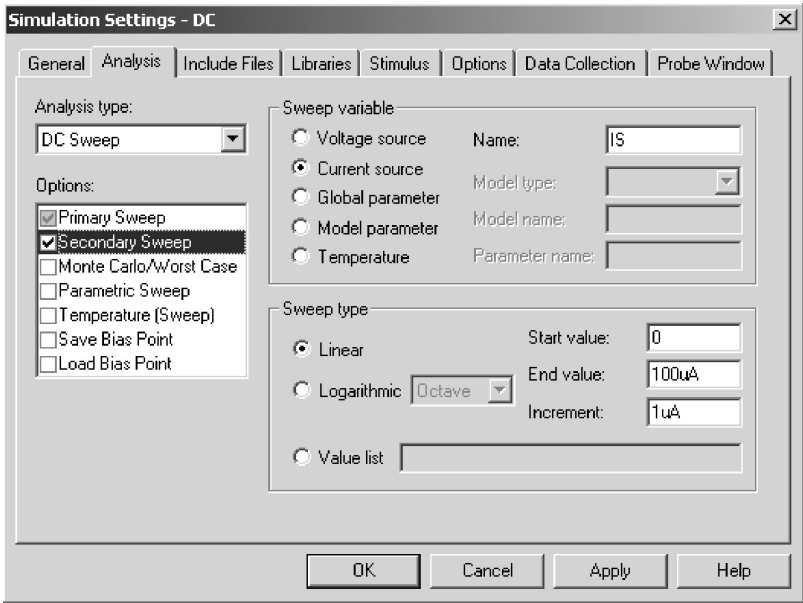 Simulation Settings - DC
General Analysis Include Files Libraries Stimulus Options Data Collection Probe Window
Analysis type:
DC Sweep
Options:
Primary Sweep
Secondary Sweep
Monte Carlo/Worst Case
Parametric Sweep
Temperature (Sweep)
Save Bias Point
Load Bias Point
Sweep variable
Voltage source
Current source
Global parameter
Model parameter
Temperature
Name: IS
Model type:
Model name:
Parameter name:
Sweep type
Linear
Logarithmic Octave
Value list
Start value: 0
End value: 100uA
Increment: 1uA
OK Cancel Apply Help